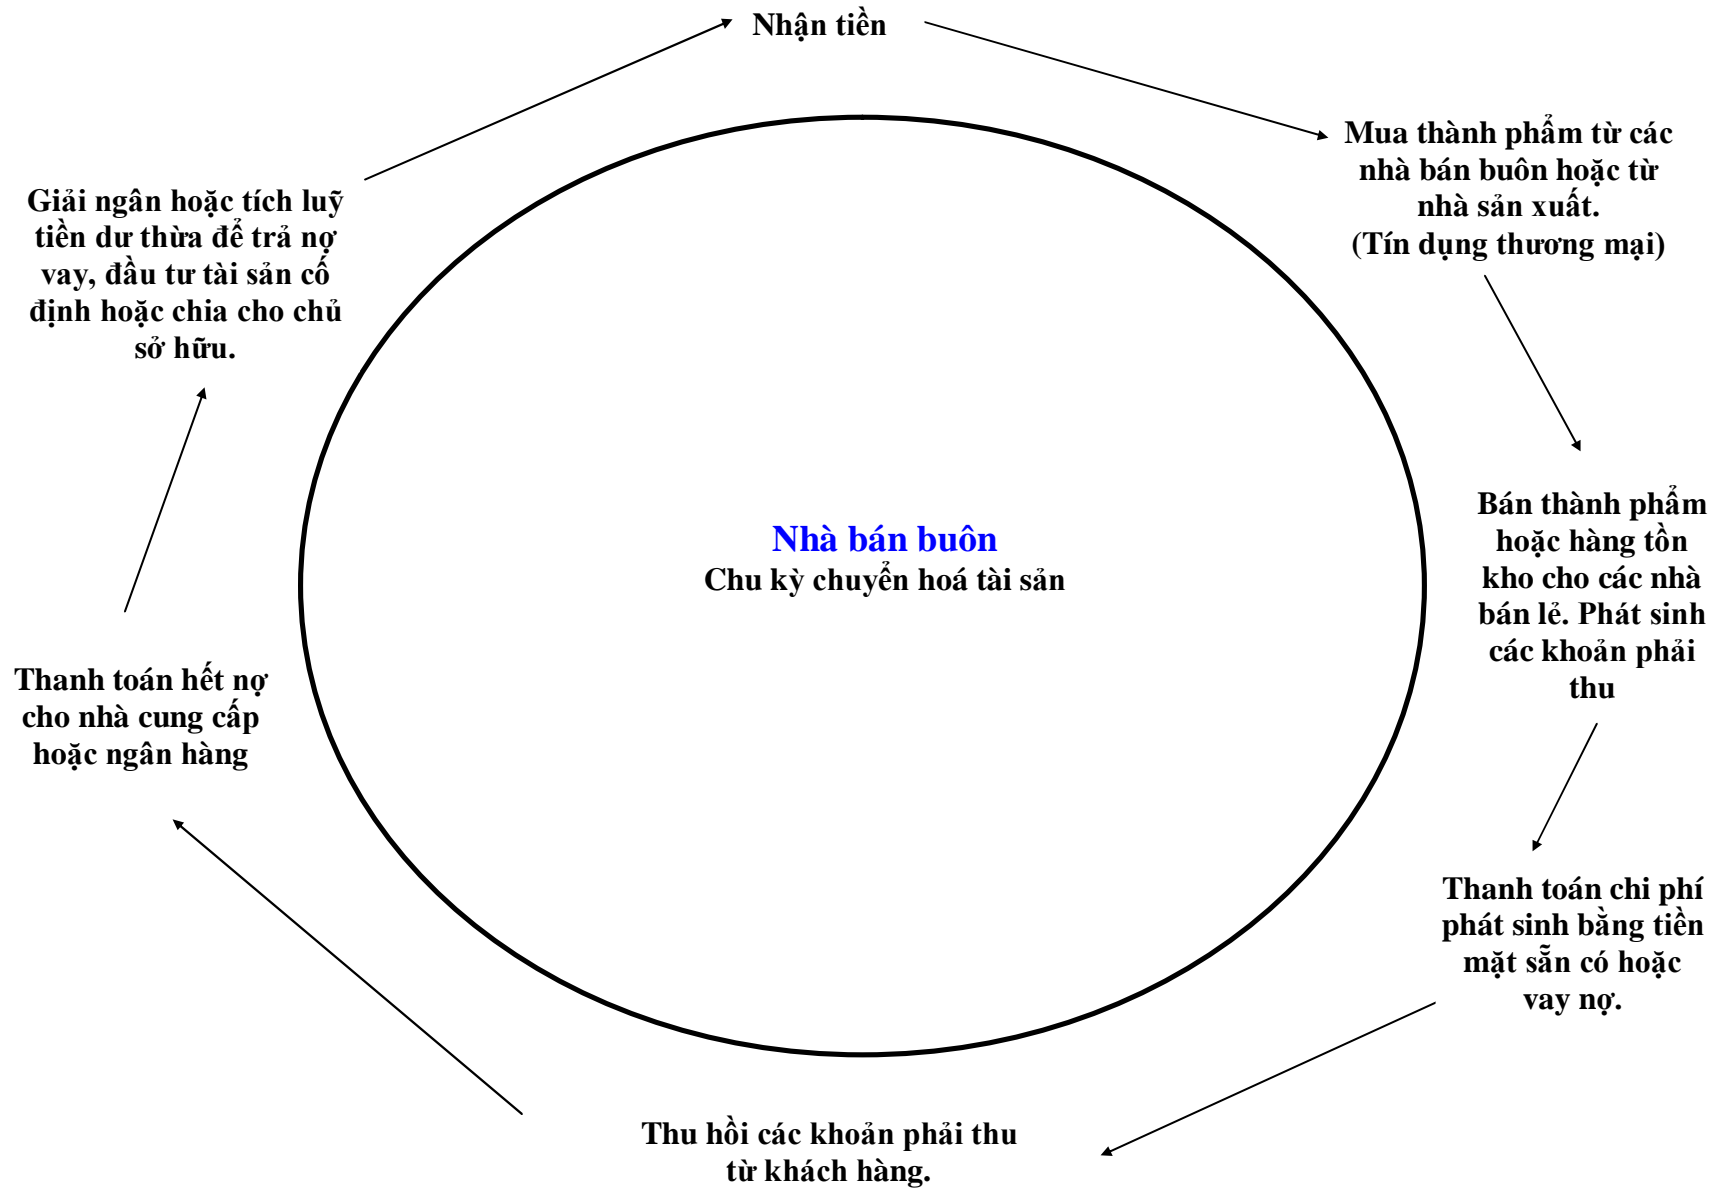 Nhận tiền
Mua thành phẩm từ các
nhà bán buôn hoặc từ
nhà sản xuất.
(Tín dụng thương mại)
Bán thành phẩm
hoặc hàng tồn
kho cho các nhà
bán lẻ. Phát sinh
các khoản phải
thu
Thanh toán chi phí
phát sinh bằng tiền
mặt sẵn có hoặc
vay nợ.
Thu hồi các khoản phải thu
từ khách hàng.
Thanh toán hết nợ
cho nhà cung cấp
hoặc ngân hàng
Giải ngân hoặc tích luỹ
tiền dư thừa để trả nợ
vay, đầu tư tài sản cố
định hoặc chia cho chủ
sở hữu.
Nhà bán buôn
Chu kỳ chuyển hoá tài sản